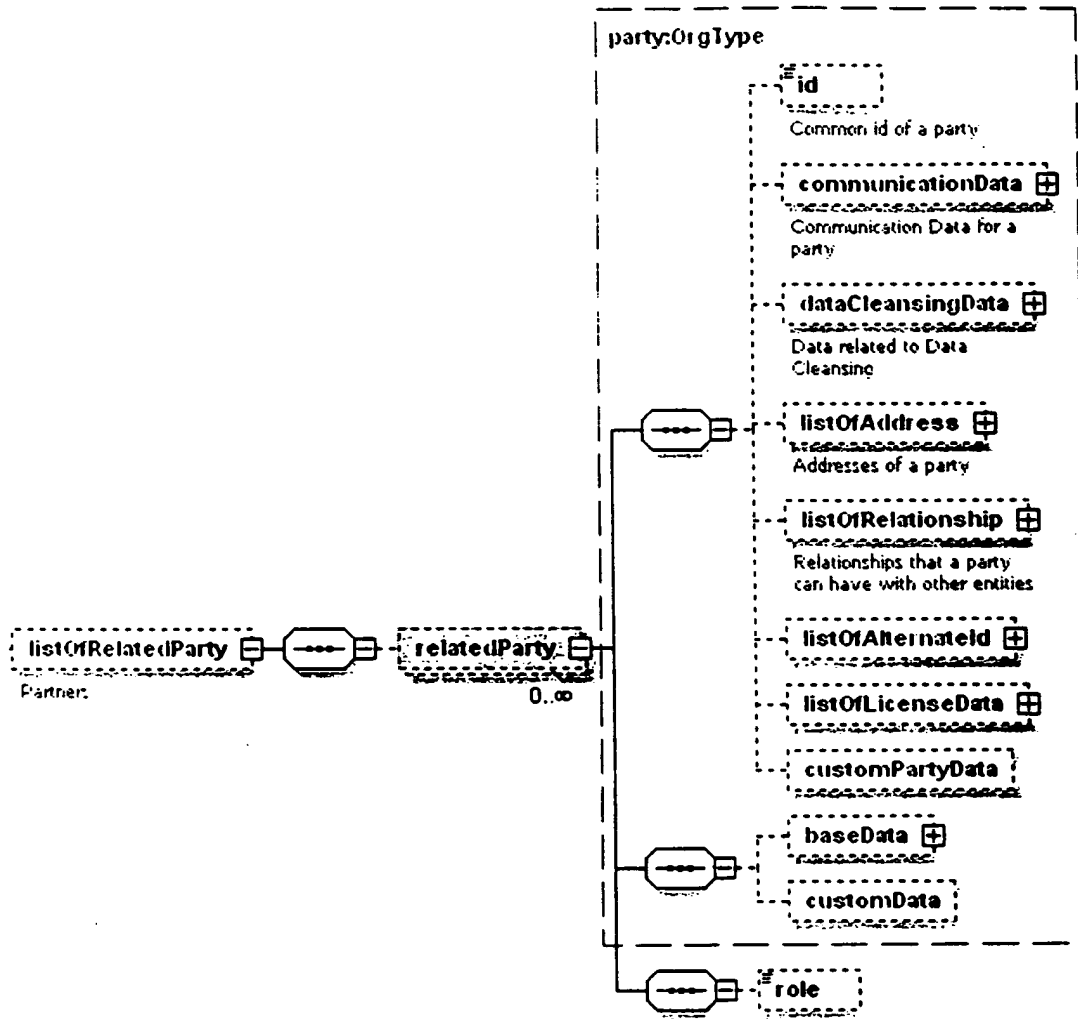 party:OrgType
id
Common id of a party
communicationData
Communication Data for a
party
dataCleansingData
Data related to Data
Cleansing
listOfAddress
Addresses of a party
listOfRelationship
Relationships that a party
can have with other entities
listOfRelatedParty
Partners
relatedParty
0..∞
listOfAlternateId
listOfLicenseData
customPartyData
baseData
customData
role